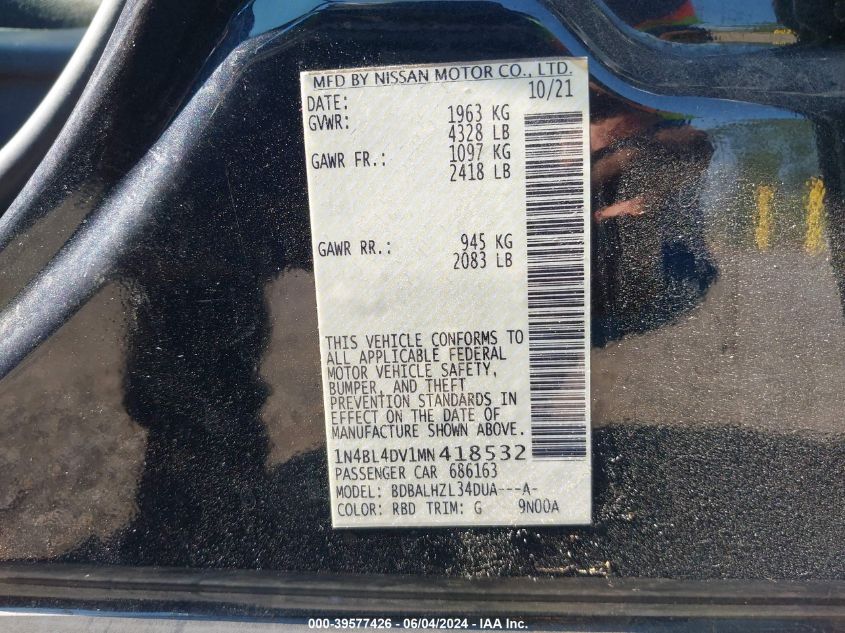 MFD BY NISSAN MOTOR CO., LTD.
DATE: 10/21
GVWR: 1963 KG
4328 LB
GAWR FR.: 1097 KG
2418 LB
GAWR RR.: 945 KG
2083 LB
THIS VEHICLE CONFORMS TO
ALL APPLICABLE FEDERAL
MOTOR VEHICLE SAFETY,
BUMPER, AND THEFT
PREVENTION STANDARDS IN
EFFECT ON THE DATE OF
MANUFACTURE SHOWN ABOVE.
1N4BL4DV1MN418532
PASSENGER CAR 686163
MODEL: BDBALHZL34DUA---A-
COLOR: RBD TRIM: G 9N00A
000-39577426 - 06/04/2024 - IAA Inc.